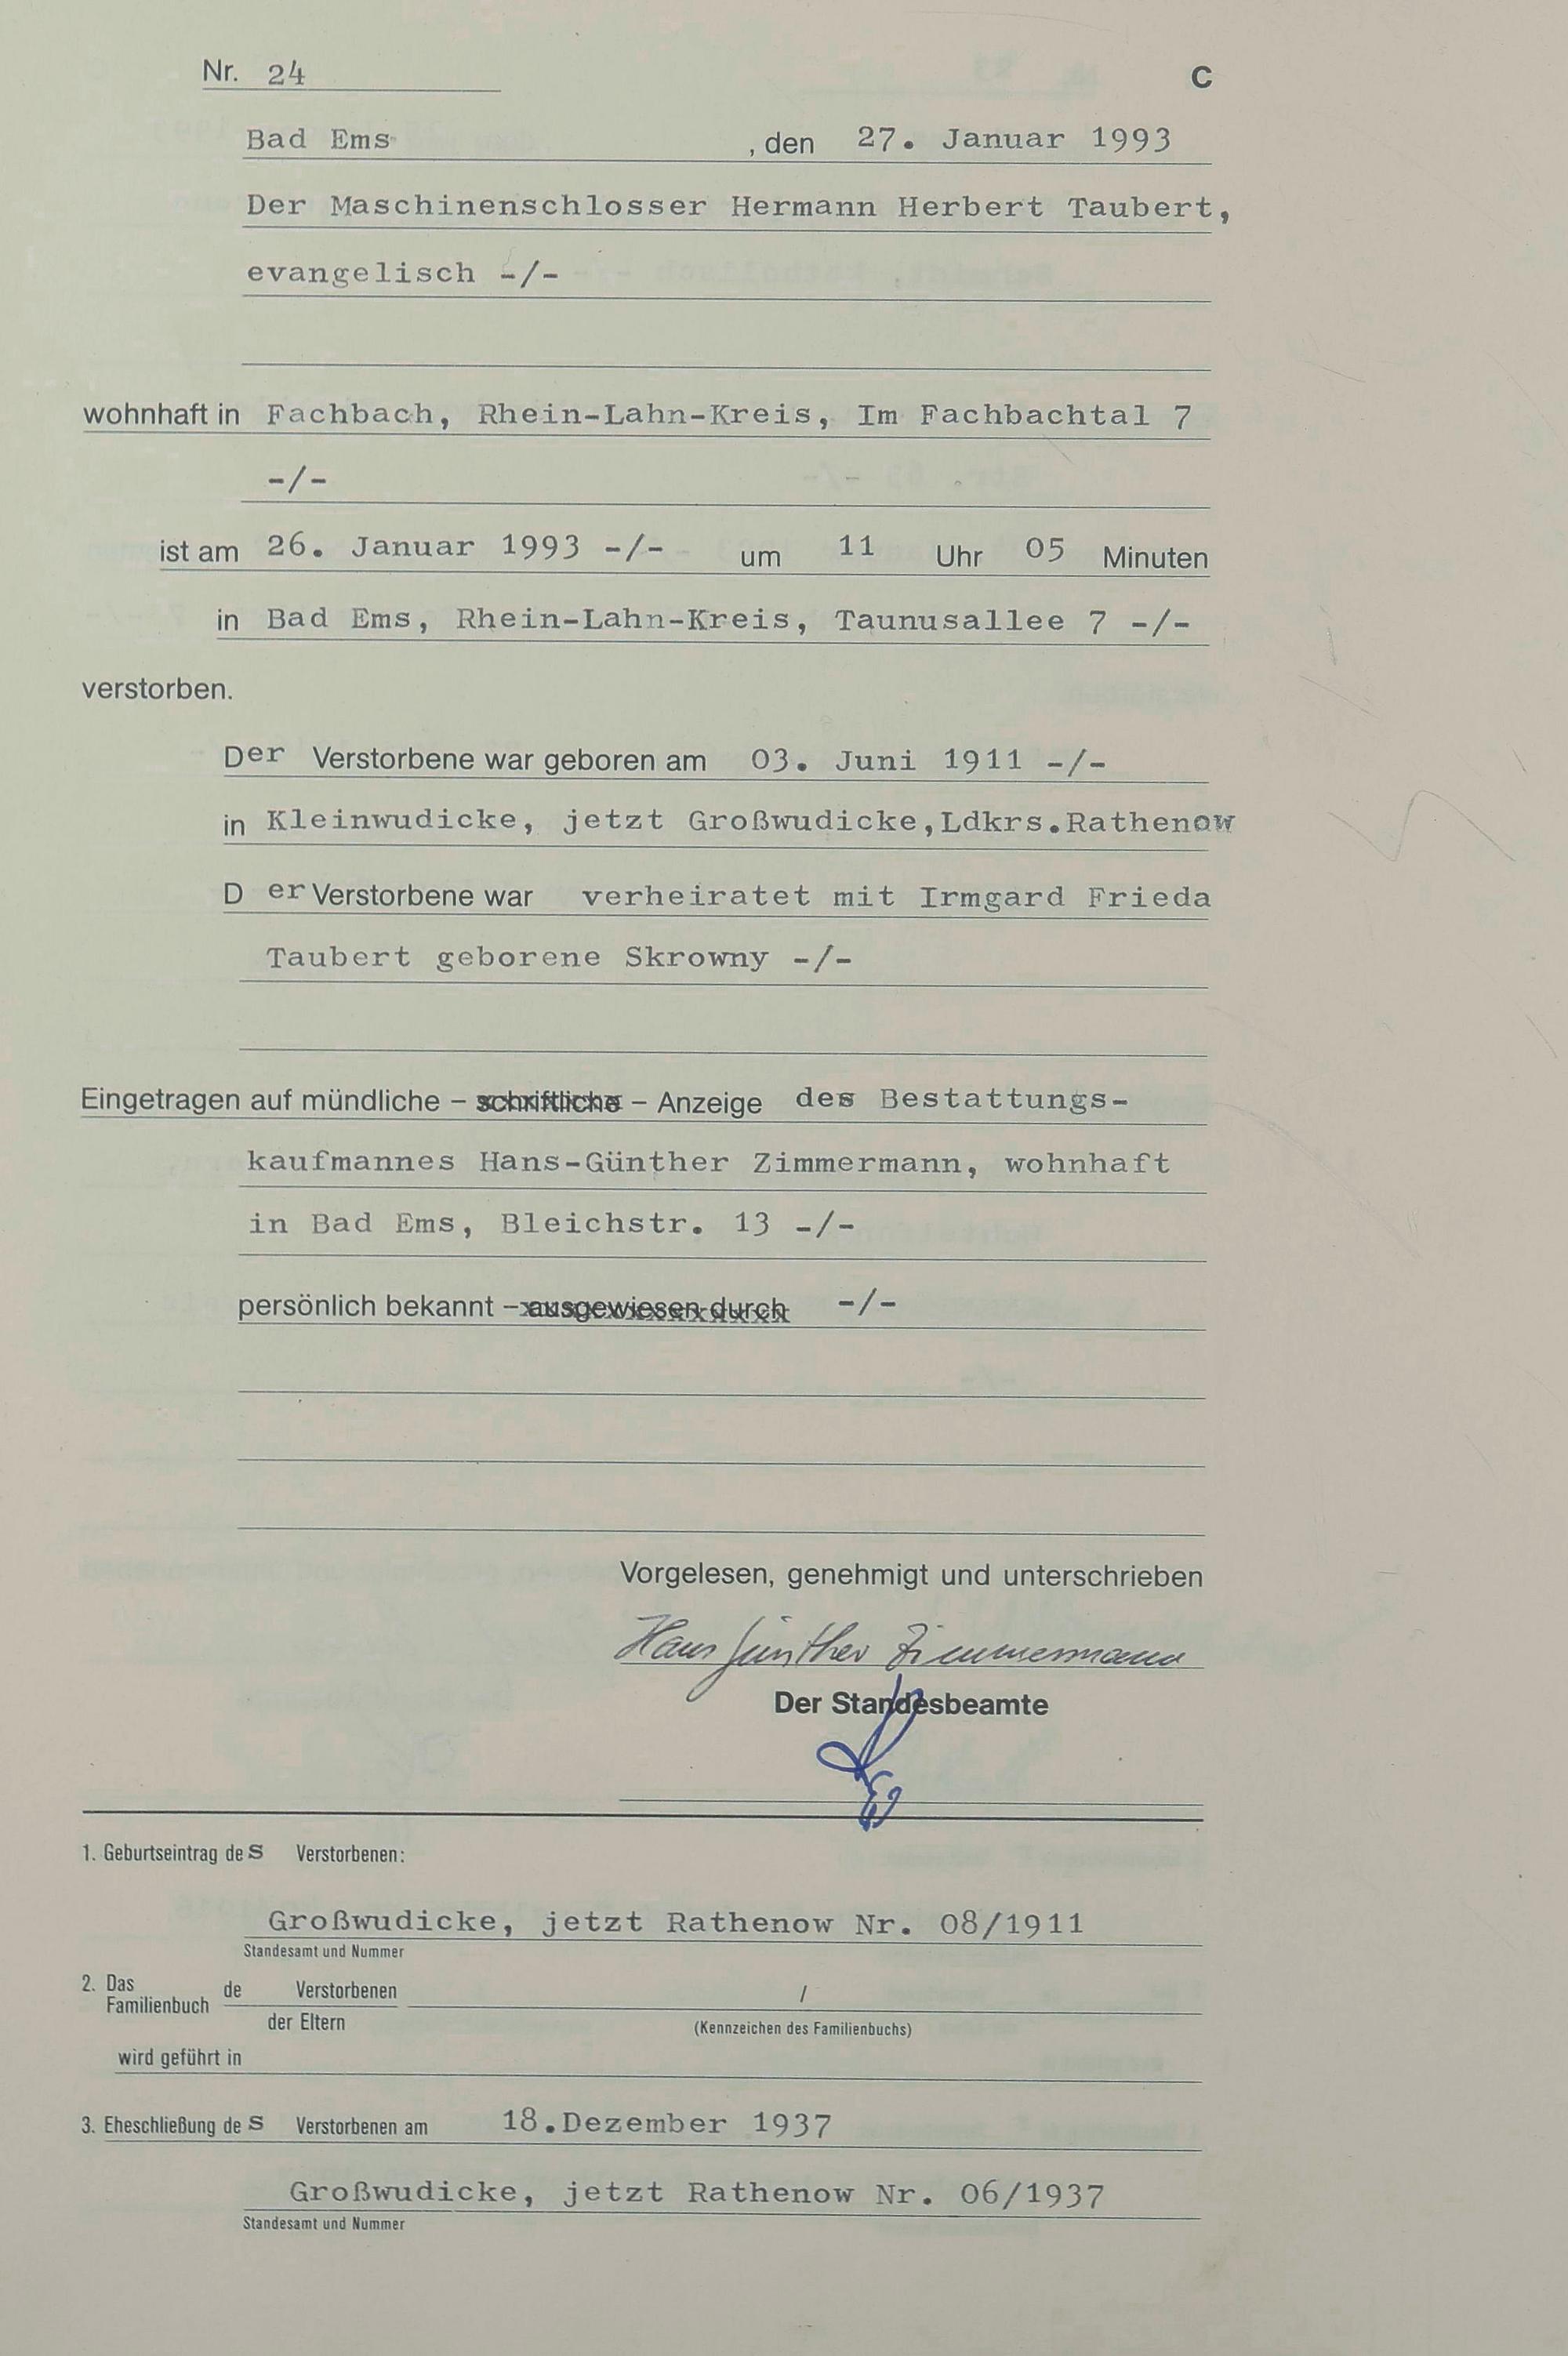 Nr. 24
C
Bad Ems , den 27. Januar 1993
Der Maschinenschlosser Hermann Herbert Taubert,
evangelisch -/-
wohnhaft in Fachbach, Rhein-Lahn-Kreis, Im Fachbachtal 7
-/-
ist am 26. Januar 1993 -/- um 11 Uhr 05 Minuten
in Bad Ems, Rhein-Lahn-Kreis, Taunusallee 7 -/-
verstorben.
Der Verstorbene war geboren am 03. Juni 1911 -/-
in Kleinwudicke, jetzt Großwudicke,Ldkrs.Rathenow
D er Verstorbene war verheiratet mit Irmgard Frieda
Taubert geborene Skrowny -/-
Eingetragen auf mündliche – schriftliche – Anzeige des Bestattungs-
kaufmannes Hans-Günther Zimmermann, wohnhaft
in Bad Ems, Bleichstr. 13 -/-
persönlich bekannt – ausgewiesen durch -/-
Vorgelesen, genehmigt und unterschrieben
Hans Günther Zimmermann
Der Standesbeamte
1. Geburtseintrag de s Verstorbenen:
Großwudicke, jetzt Rathenow Nr. 08/1911
Standesamt und Nummer
2. Das Familienbuch de Verstorbenen /
der Eltern (Kennzeichen des Familienbuchs)
wird geführt in
3. Eheschließung de s Verstorbenen am 18.Dezember 1937
Großwudicke, jetzt Rathenow Nr. 06/1937
Standesamt und Nummer